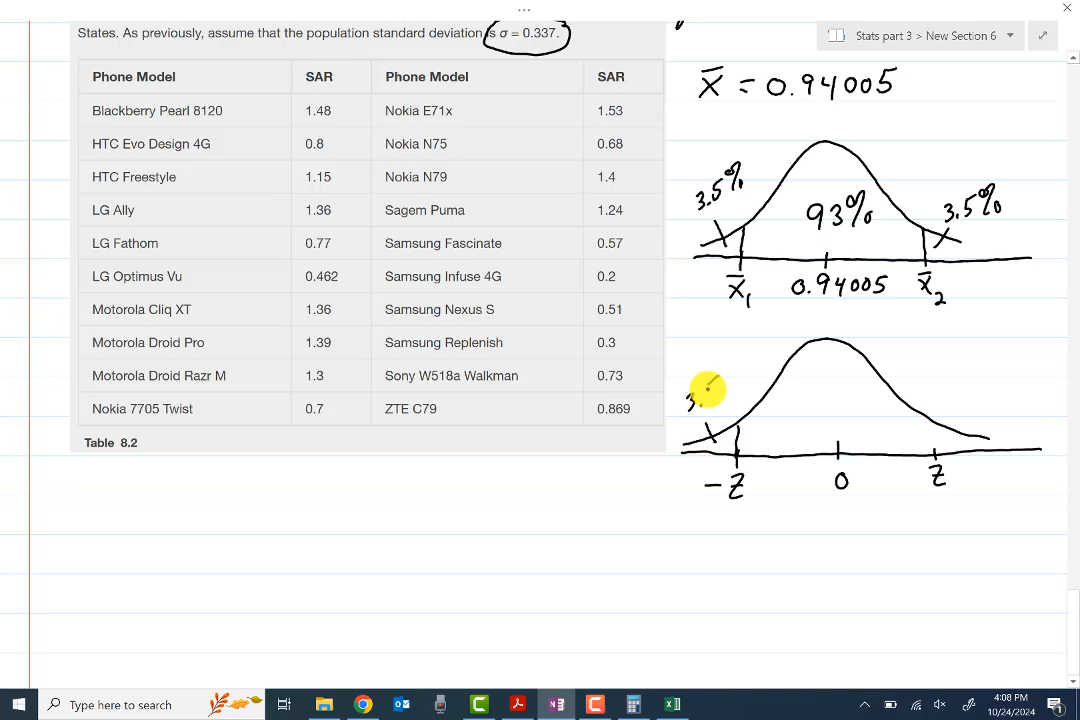 States. As previously, assume that the population standard deviation is σ = 0.337.
Stats part 3 > New Section 6
Phone Model SAR Phone Model SAR
Blackberry Pearl 8120 1.48 Nokia E71x 1.53
HTC Evo Design 4G 0.8 Nokia N75 0.68
HTC Freestyle 1.15 Nokia N79 1.4
LG Ally 1.36 Sagem Puma 1.24
LG Fathom 0.77 Samsung Fascinate 0.57
LG Optimus Vu 0.462 Samsung Infuse 4G 0.2
Motorola Cliq XT 1.36 Samsung Nexus S 0.51
Motorola Droid Pro 1.39 Samsung Replenish 0.3
Motorola Droid Razr M 1.3 Sony W518a Walkman 0.73
Nokia 7705 Twist 0.7 ZTE C79 0.869
Table 8.2
x̄ = 0.94005
3.5% 93% 3.5%
x̄₁ 0.94005 x̄₂
3.
-Z 0 Z
Type here to search
4:08 PM
10/24/2024
1